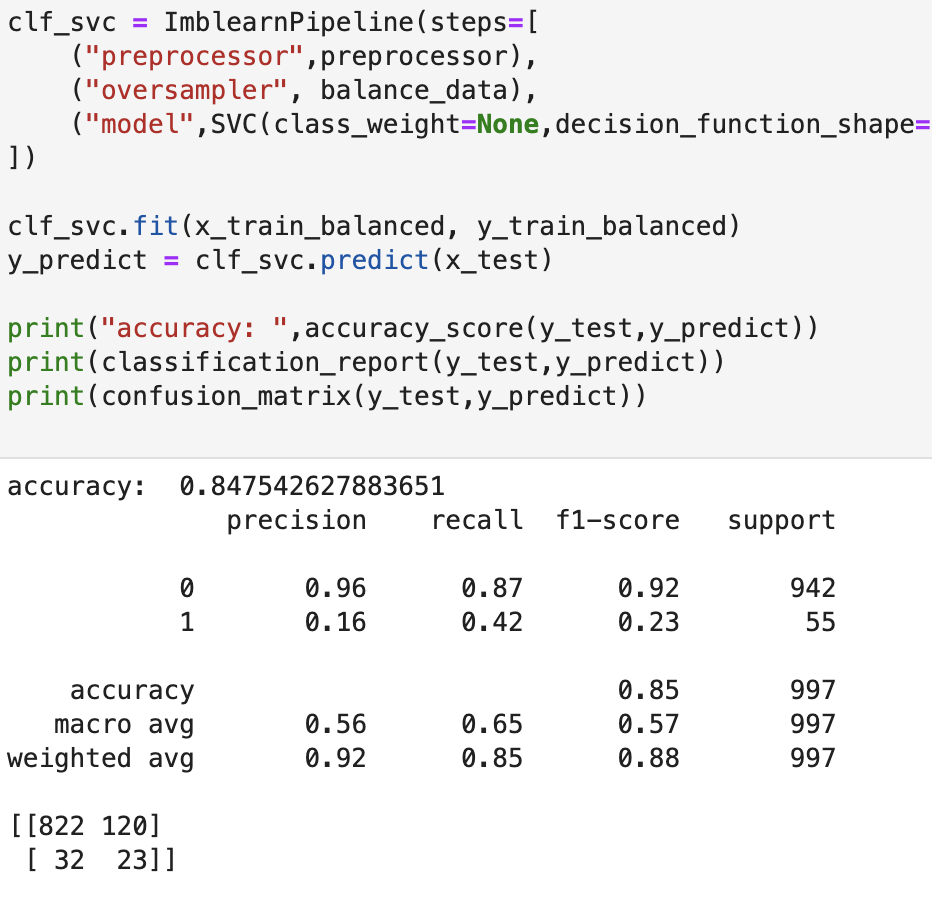 clf_svc = ImblearnPipeline(steps=[
    ("preprocessor",preprocessor),
    ("oversampler", balance_data),
    ("model",SVC(class_weight=None,decision_function_shape=
])

clf_svc.fit(x_train_balanced, y_train_balanced)
y_predict = clf_svc.predict(x_test)

print("accuracy: ",accuracy_score(y_test,y_predict))
print(classification_report(y_test,y_predict))
print(confusion_matrix(y_test,y_predict))

accuracy:  0.847542627883651
              precision    recall  f1-score   support

           0       0.96      0.87      0.92       942
           1       0.16      0.42      0.23        55

    accuracy                           0.85       997
   macro avg       0.56      0.65      0.57       997
weighted avg       0.92      0.85      0.88       997

[[822 120]
 [ 32  23]]